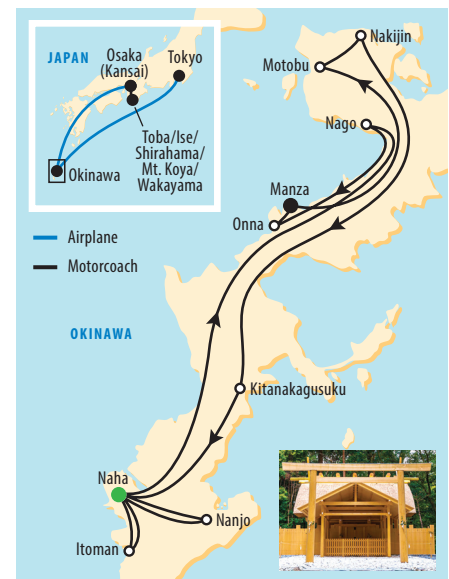 JAPAN
Osaka
(Kansai)
Tokyo
Toba/Ise/
Shirahama/
Mt. Koya/
Wakayama
Okinawa
Airplane
Motorcoach
OKINAWA
Nakijin
Motobu
Nago
Manza
Onna
Kitanakagusuku
Naha
Nanjo
Itoman